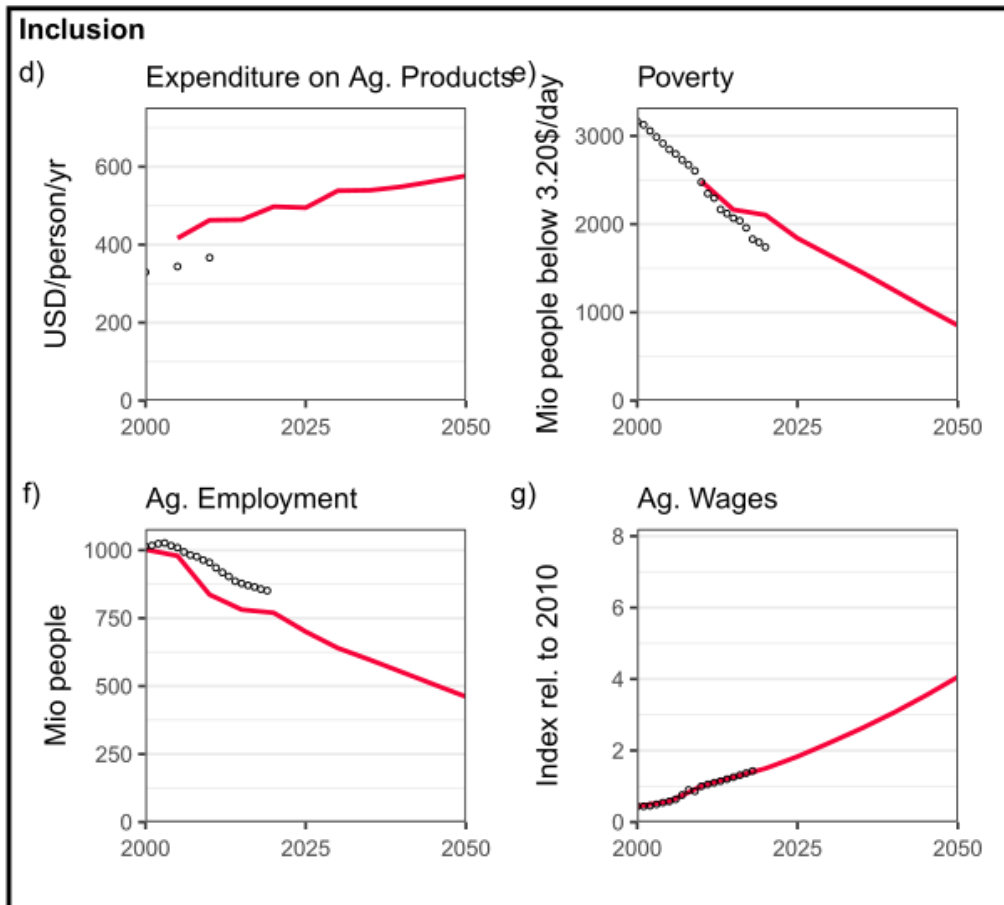 Inclusion
d) Expenditure on Ag. Products
USD/person/yr
600
400
200
0
2000 2025 2050
e) Poverty
Mio people below 3.20$/day
3000
2000
1000
0
2000 2025 2050
f) Ag. Employment
Mio people
1000
750
500
250
0
2000 2025 2050
g) Ag. Wages
Index rel. to 2010
8
6
4
2
0
2000 2025 2050